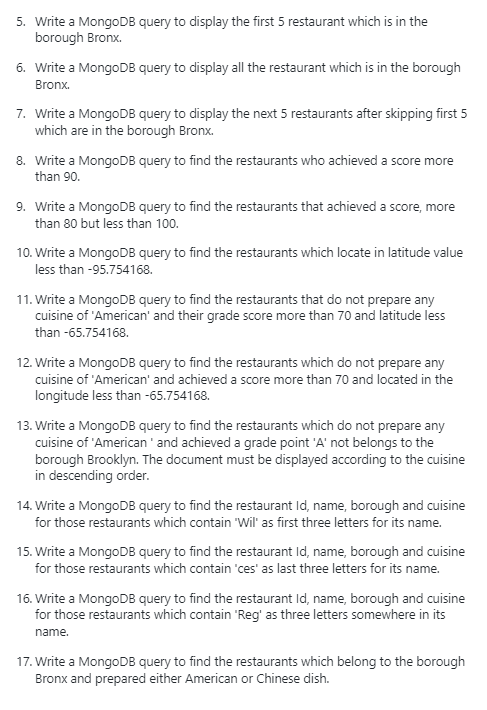 5. Write a MongoDB query to display the first 5 restaurant which is in the
borough Bronx.
6. Write a MongoDB query to display all the restaurant which is in the borough
Bronx.
7. Write a MongoDB query to display the next 5 restaurants after skipping first 5
which are in the borough Bronx.
8. Write a MongoDB query to find the restaurants who achieved a score more
than 90.
9. Write a MongoDB query to find the restaurants that achieved a score, more
than 80 but less than 100.
10. Write a MongoDB query to find the restaurants which locate in latitude value
less than -95.754168.
11. Write a MongoDB query to find the restaurants that do not prepare any
cuisine of 'American' and their grade score more than 70 and latitude less
than -65.754168.
12. Write a MongoDB query to find the restaurants which do not prepare any
cuisine of 'American' and achieved a score more than 70 and located in the
longitude less than -65.754168.
13. Write a MongoDB query to find the restaurants which do not prepare any
cuisine of 'American ' and achieved a grade point 'A' not belongs to the
borough Brooklyn. The document must be displayed according to the cuisine
in descending order.
14. Write a MongoDB query to find the restaurant Id, name, borough and cuisine
for those restaurants which contain 'Wil' as first three letters for its name.
15. Write a MongoDB query to find the restaurant Id, name, borough and cuisine
for those restaurants which contain 'ces' as last three letters for its name.
16. Write a MongoDB query to find the restaurant Id, name, borough and cuisine
for those restaurants which contain 'Reg' as three letters somewhere in its
name.
17. Write a MongoDB query to find the restaurants which belong to the borough
Bronx and prepared either American or Chinese dish.